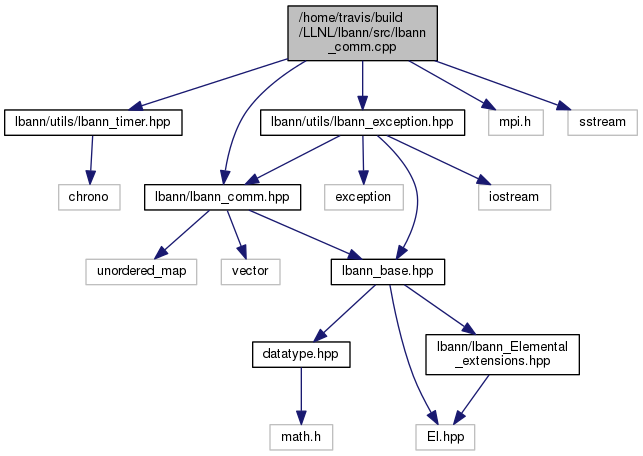 /home/travis/build
/LLNL/lbann/src/lbann
_comm.cpp
lbann/utils/lbann_timer.hpp
lbann/utils/lbann_exception.hpp
mpi.h
sstream
chrono
lbann/lbann_comm.hpp
exception
iostream
unordered_map
vector
lbann_base.hpp
datatype.hpp
lbann/lbann_Elemental
_extensions.hpp
math.h
El.hpp